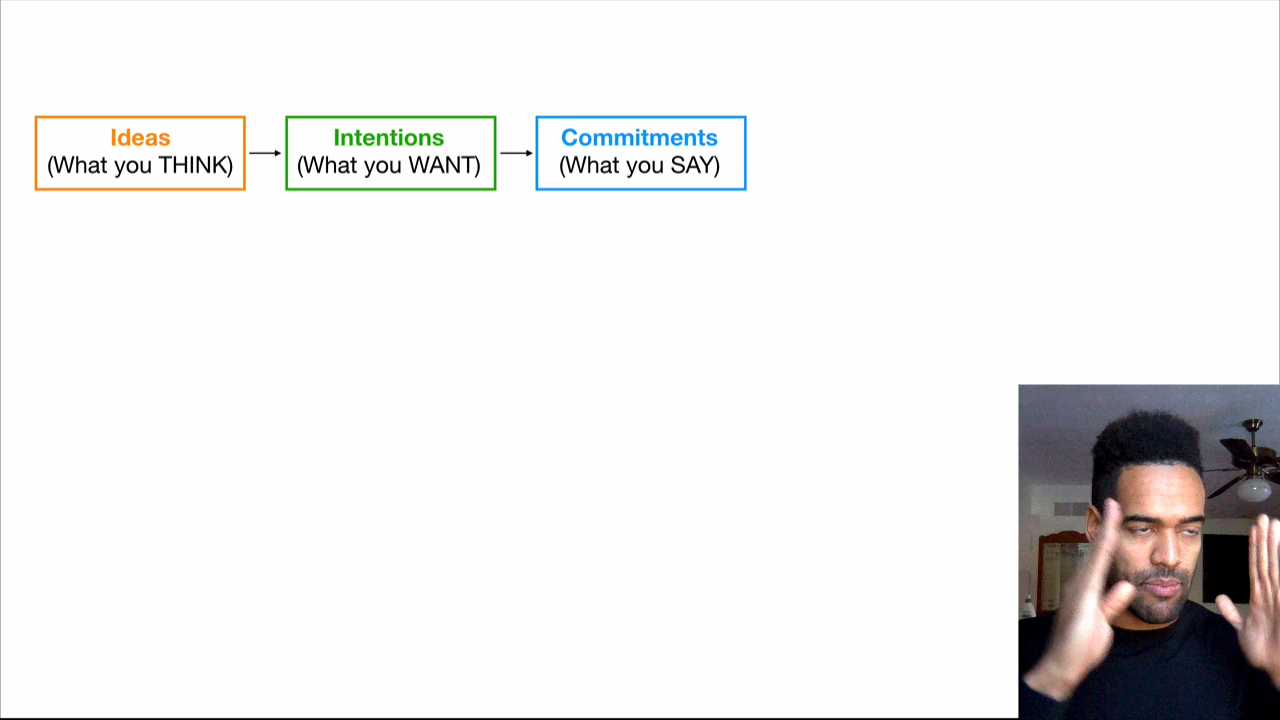 Ideas
(What you THINK)
Intentions
(What you WANT)
Commitments
(What you SAY)